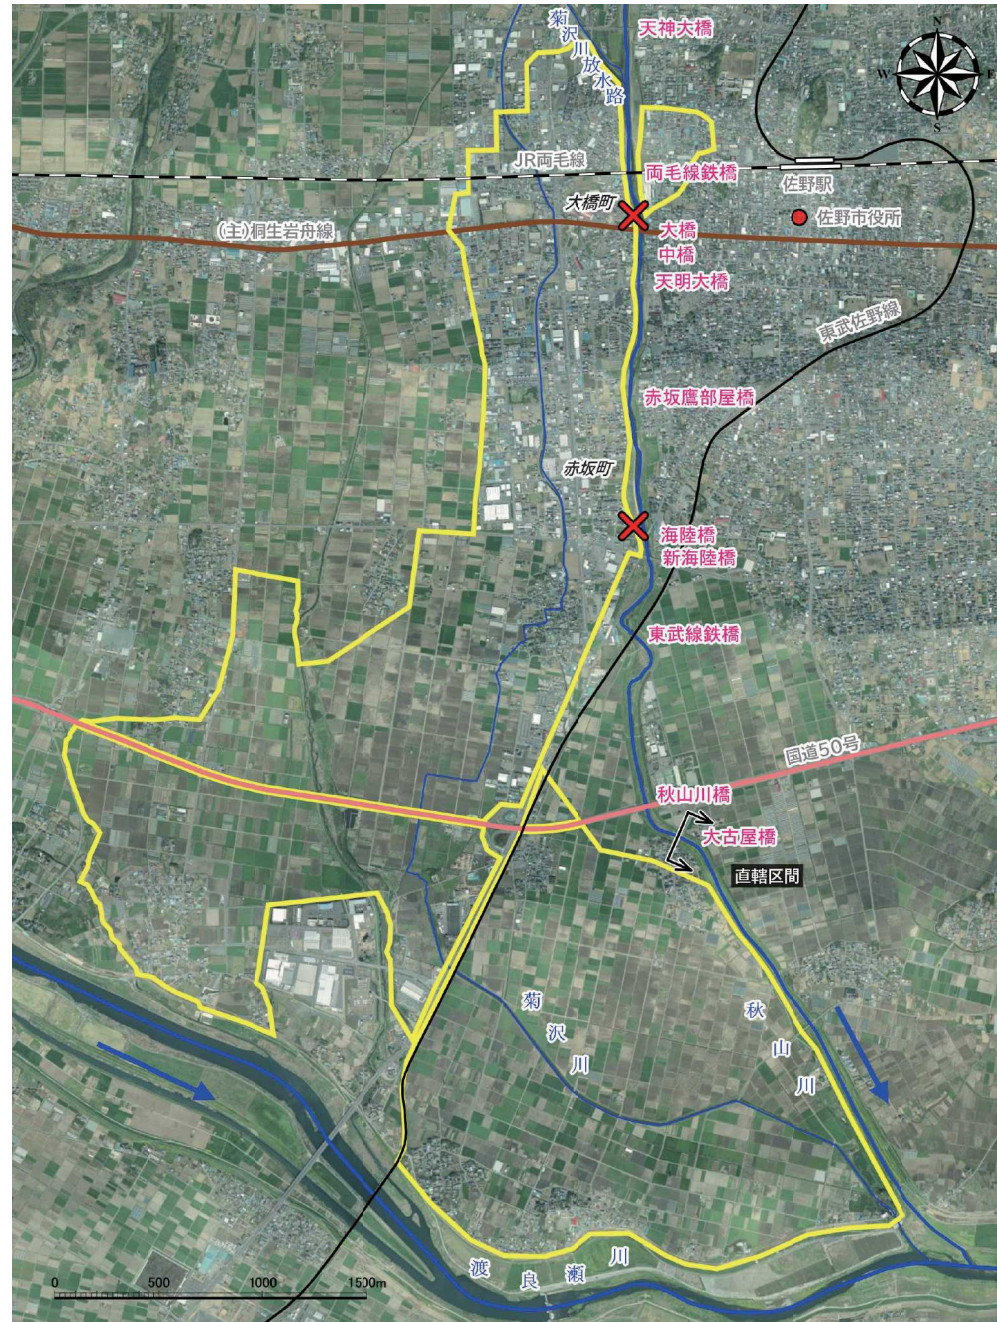 天神大橋
菊沢川放水路
N
W
E
S
JR両毛線
両毛線鉄橋
佐野駅
大橋町
佐野市役所
(主)桐生岩舟線
大橋
中橋
天明大橋
東武佐野線
赤坂鷹部屋橋
赤坂町
海陸橋
新海陸橋
東武線鉄橋
国道50号
秋山川橋
大古屋橋
直轄区間
菊沢川
秋山川
渡良瀬川
0 500 1000 1500m